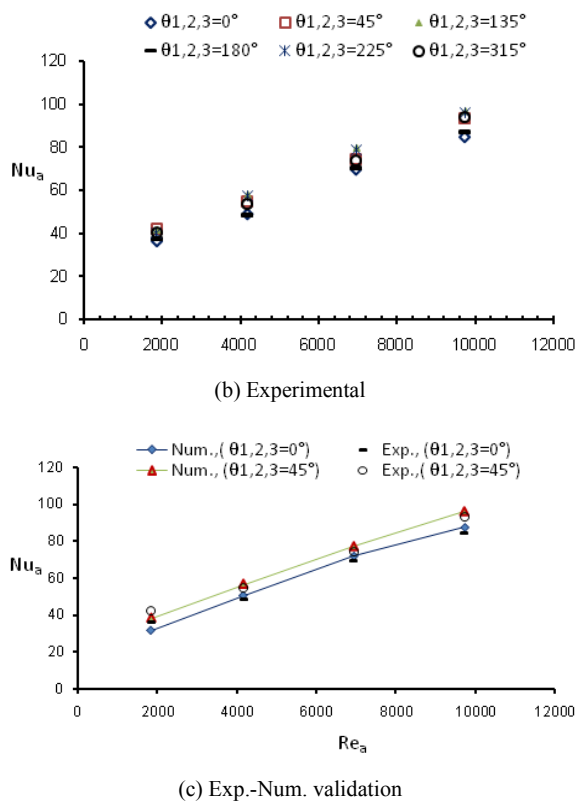 θ1,2,3=0° θ1,2,3=45° θ1,2,3=135°
θ1,2,3=180° θ1,2,3=225° θ1,2,3=315°
120
100
80
Nua
60
40
20
0
0 2000 4000 6000 8000 10000 12000
(b) Experimental
Num.,( θ1,2,3=0°) Exp., (θ1,2,3=0°)
Num., (θ1,2,3=45°) Exp.,( θ1,2,3=45°)
120
100
80
Nua
60
40
20
0
0 2000 4000 6000 8000 10000 12000
Rea
(c) Exp.-Num. validation